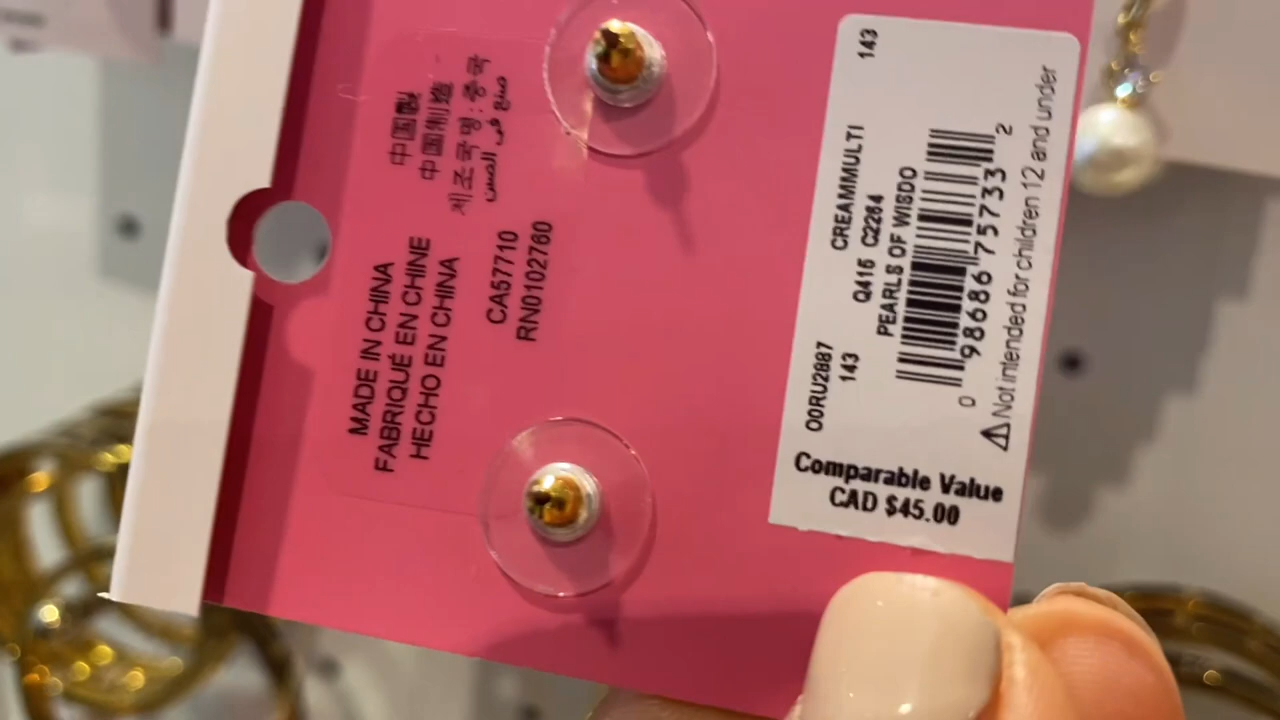 中国製
中国制造
제조국명 : 중국
صنع في الصين
MADE IN CHINA
FABRIQUÉ EN CHINE
HECHO EN CHINA
CA57710
RN0102760
143
CREAMMULTI
Q416 C2264
PEARLS OF WISDO
00RU2887
143
0 98686 75733 2
⚠Not intended for children 12 and under
Comparable Value
CAD $45.00